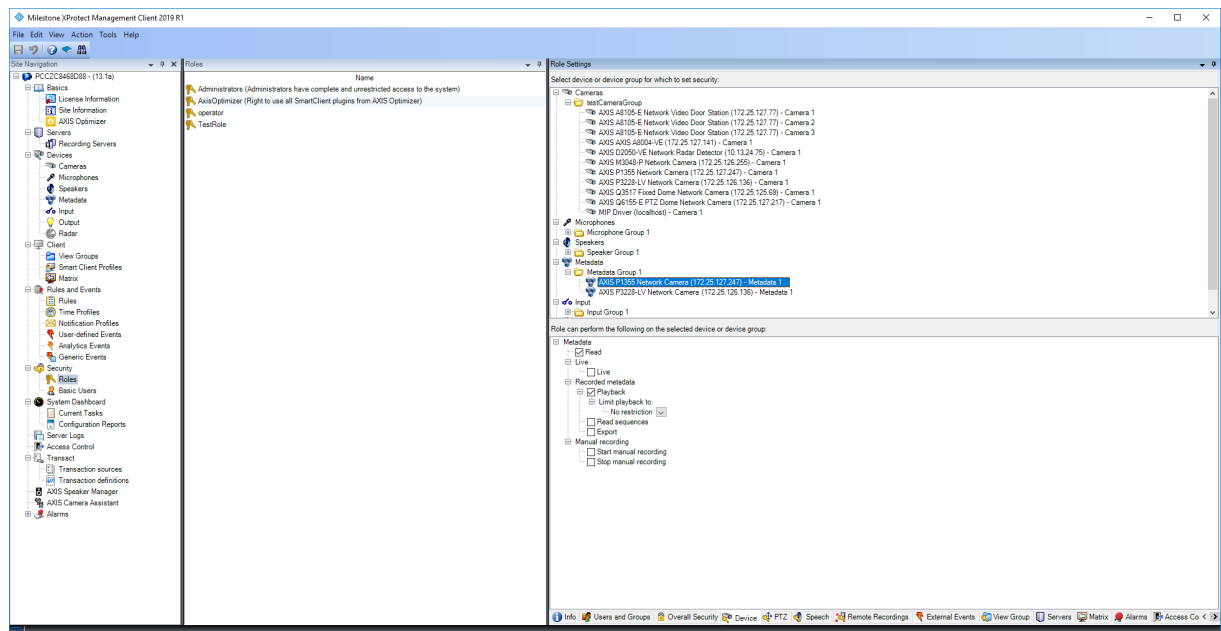 Milestone XProtect Management Client 2019 R1
File Edit View Action Tools Help
Site Navigation
PCCZC8468D88 - (13.1a)
Basics
License Information
Site Information
AXIS Optimizer
Servers
Recording Servers
Devices
Cameras
Microphones
Speakers
Metadata
Input
Output
Radar
Client
View Groups
Smart Client Profiles
Matrix
Rules and Events
Rules
Time Profiles
Notification Profiles
User-defined Events
Analytics Events
Generic Events
Security
Roles
Basic Users
System Dashboard
Current Tasks
Configuration Reports
Server Logs
Access Control
Transact
Transaction sources
Transaction definitions
AXIS Speaker Manager
AXIS Camera Assistant
Alarms
Roles
Name
Administrators (Administrators have complete and unrestricted access to the system)
AxisOptimizer (Right to use all SmartClient plugins from AXIS Optimizer)
operator
TestRole
Role Settings
Select device or device group for which to set security:
Cameras
testCameraGroup
AXIS A8105-E Network Video Door Station (172.25.127.77) - Camera 1
AXIS A8105-E Network Video Door Station (172.25.127.77) - Camera 2
AXIS A8105-E Network Video Door Station (172.25.127.77) - Camera 3
AXIS AXIS A8004-VE (172.25.127.141) - Camera 1
AXIS D2050-VE Network Radar Detector (10.13.24.75) - Camera 1
AXIS M3048-P Network Camera (172.25.126.255) - Camera 1
AXIS P1355 Network Camera (172.25.127.247) - Camera 1
AXIS P3228-LV Network Camera (172.25.126.136) - Camera 1
AXIS Q3517 Fixed Dome Network Camera (172.25.125.69) - Camera 1
AXIS Q6155-E PTZ Dome Network Camera (172.25.127.217) - Camera 1
MIP Driver (localhost) - Camera 1
Microphones
Microphone Group 1
Speakers
Speaker Group 1
Metadata
Metadata Group 1
AXIS P1355 Network Camera (172.25.127.247) - Metadata 1
AXIS P3228-LV Network Camera (172.25.126.136) - Metadata 1
Input
Input Group 1
Role can perform the following on the selected device or device group:
Metadata
Read
Live
Live
Recorded metadata
Playback
Limit playback to:
No restriction
Read sequences
Export
Manual recording
Start manual recording
Stop manual recording
Info Users and Groups Overall Security Device PTZ Speech Remote Recordings External Events View Group Servers Matrix Alarms Access Co